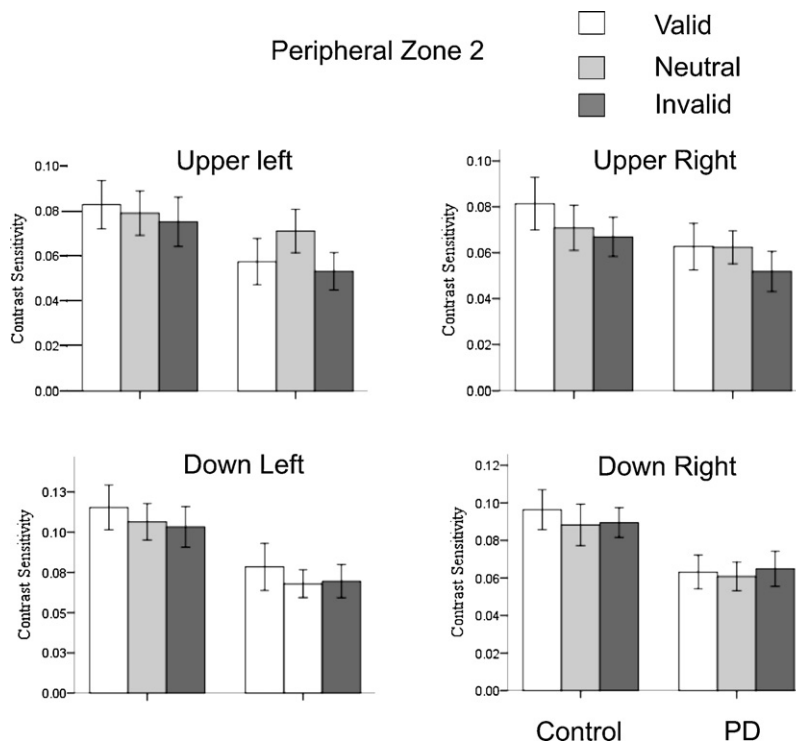 Peripheral Zone 2
Valid
Neutral
Invalid
Upper left
Contrast Sensitivity
0.10
0.08
0.06
0.04
0.02
0.00
Upper Right
Contrast Sensitivity
0.10
0.08
0.06
0.04
0.02
0.00
Down Left
Contrast Sensitivity
0.13
0.10
0.08
0.05
0.03
0.00
Down Right
Contrast Sensitivity
0.12
0.10
0.08
0.06
0.04
0.02
0.00
Control PD